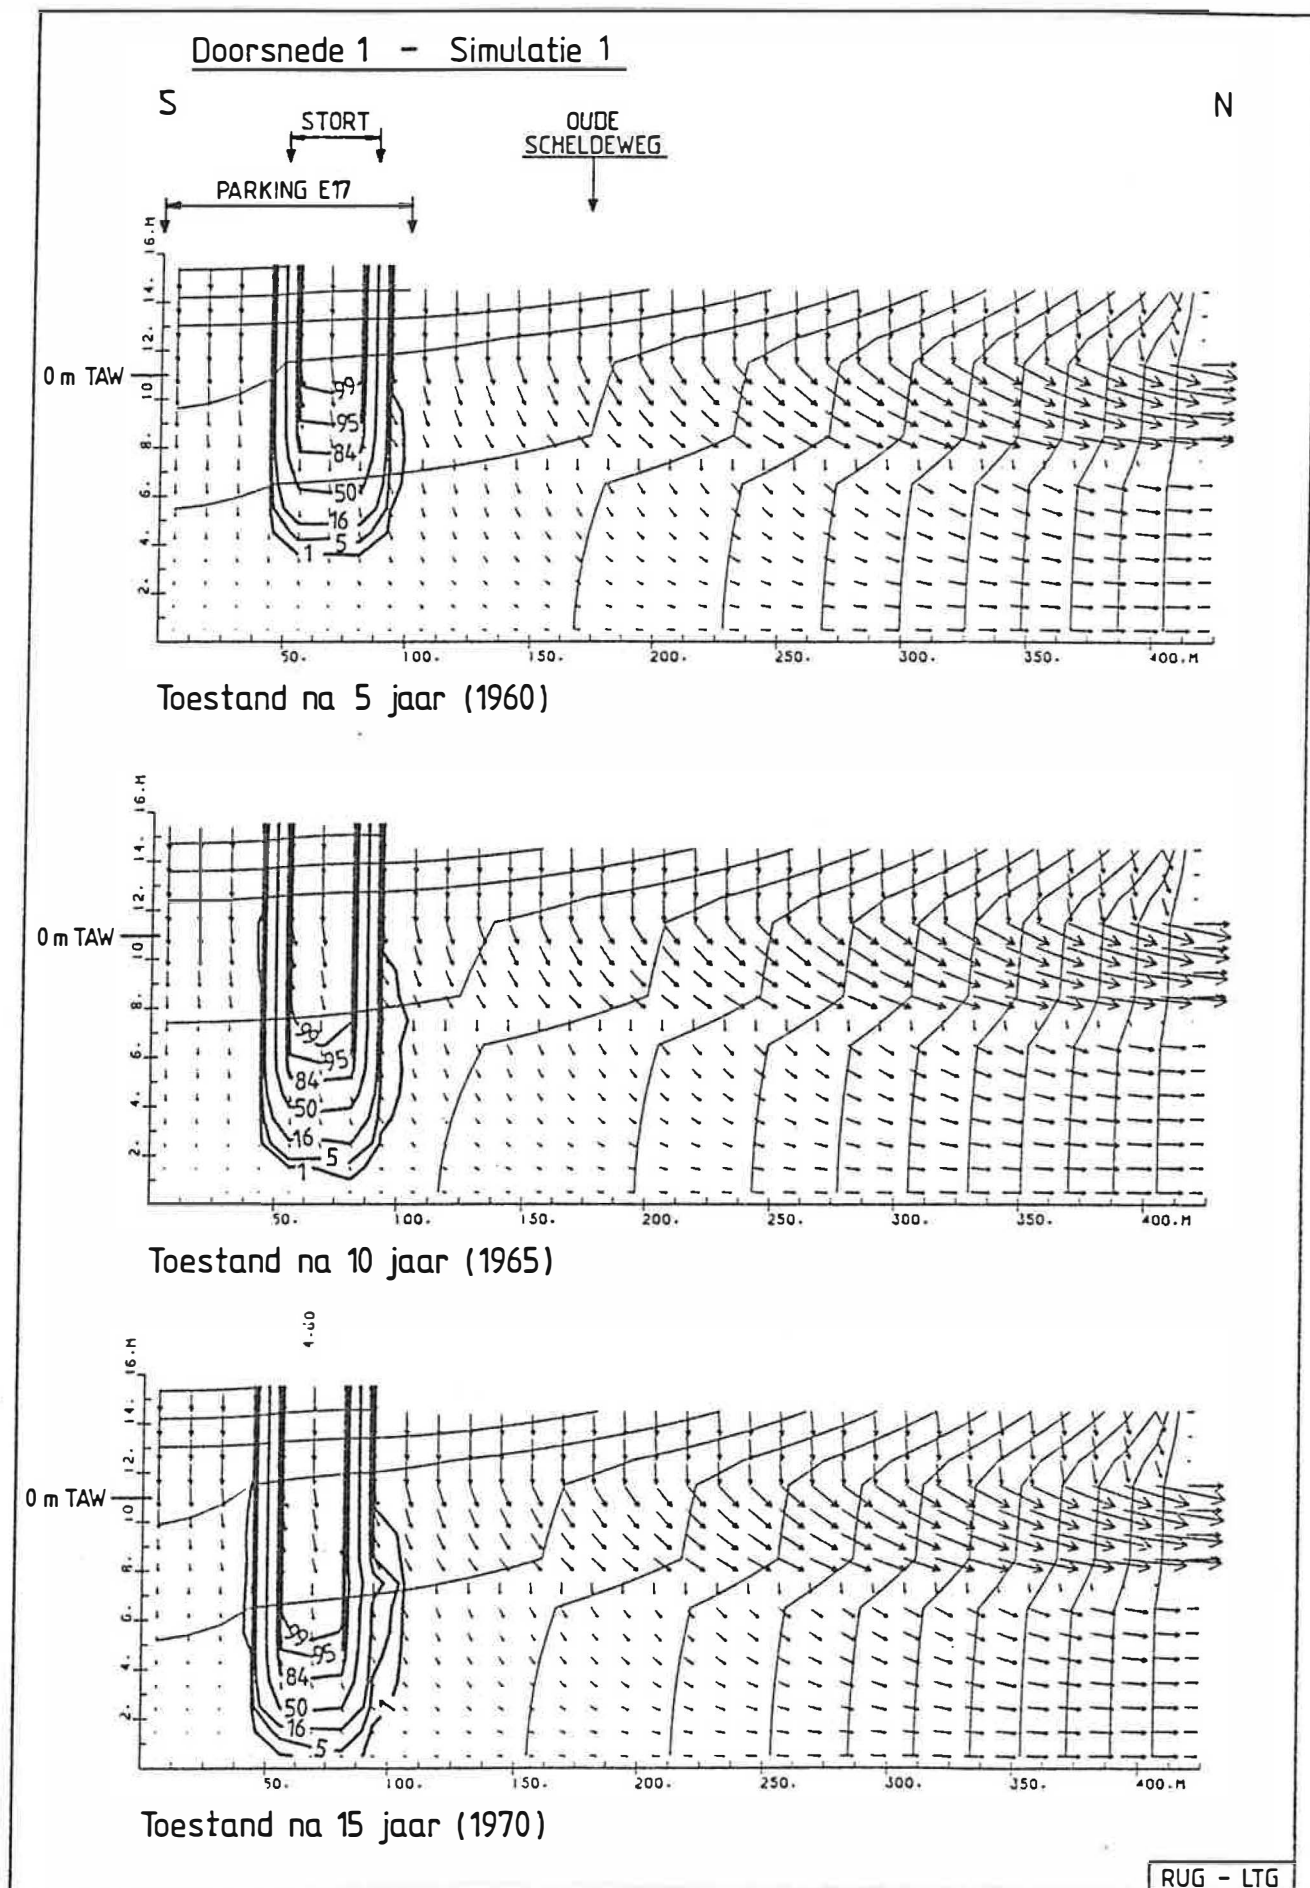 Doorsnede 1 - Simulatie 1
S
N
STORT
OUDE
SCHELDEWEG
PARKING E17
16.M
14.
12.
0 m TAW
10.
8.
6.
4.
2.
99
95
84
50
16
5
1
50. 100. 150. 200. 250. 300. 350. 400.M
Toestand na 5 jaar (1960)
16.M
14.
12.
0 m TAW
10.
8.
6.
4.
2.
95
84
50
16
5
1
50. 100. 150. 200. 250. 300. 350. 400.M
Toestand na 10 jaar (1965)
16.M
14.
12.
0 m TAW
10.
8.
6.
4.
2.
99
95
84
50
16
5
1
50. 100. 150. 200. 250. 300. 350. 400.M
Toestand na 15 jaar (1970)
RUG - LTG